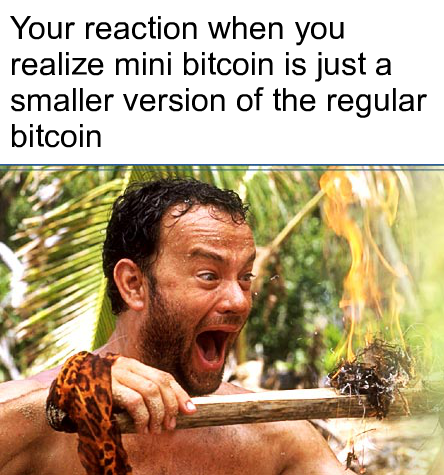 Your reaction when you
realize mini bitcoin is just a
smaller version of the regular
bitcoin